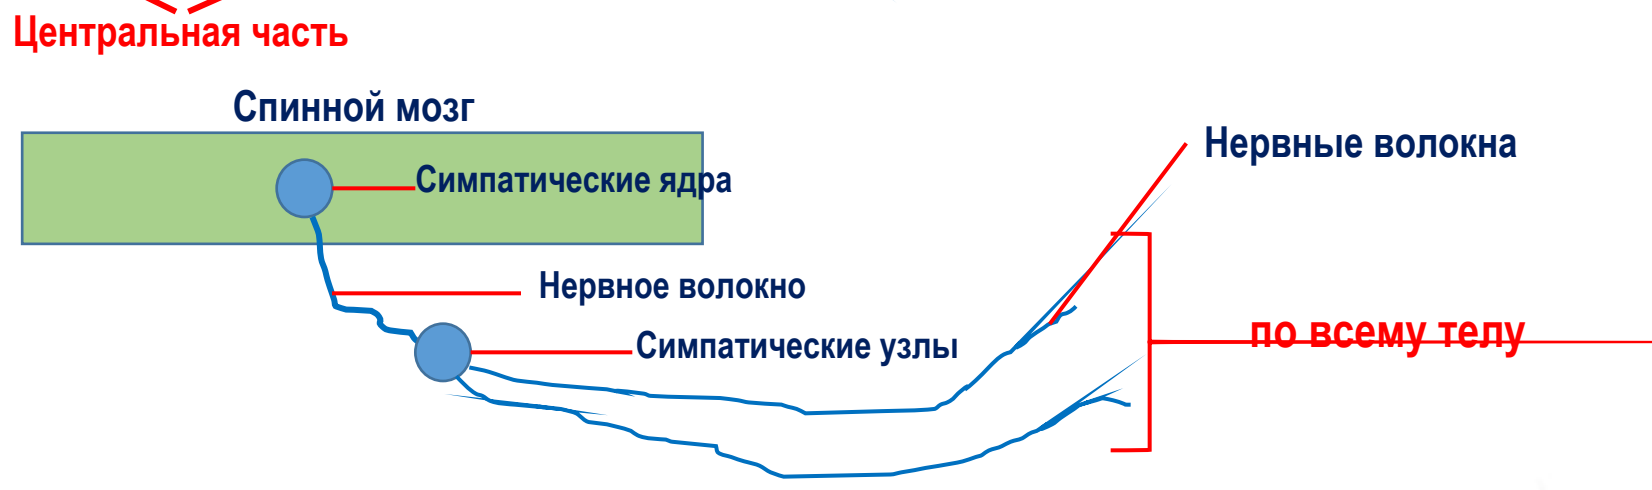 Центральная часть
Спинной мозг
Нервные волокна
Симпатические ядра
Нервное волокно
по всему телу
Симпатические узлы